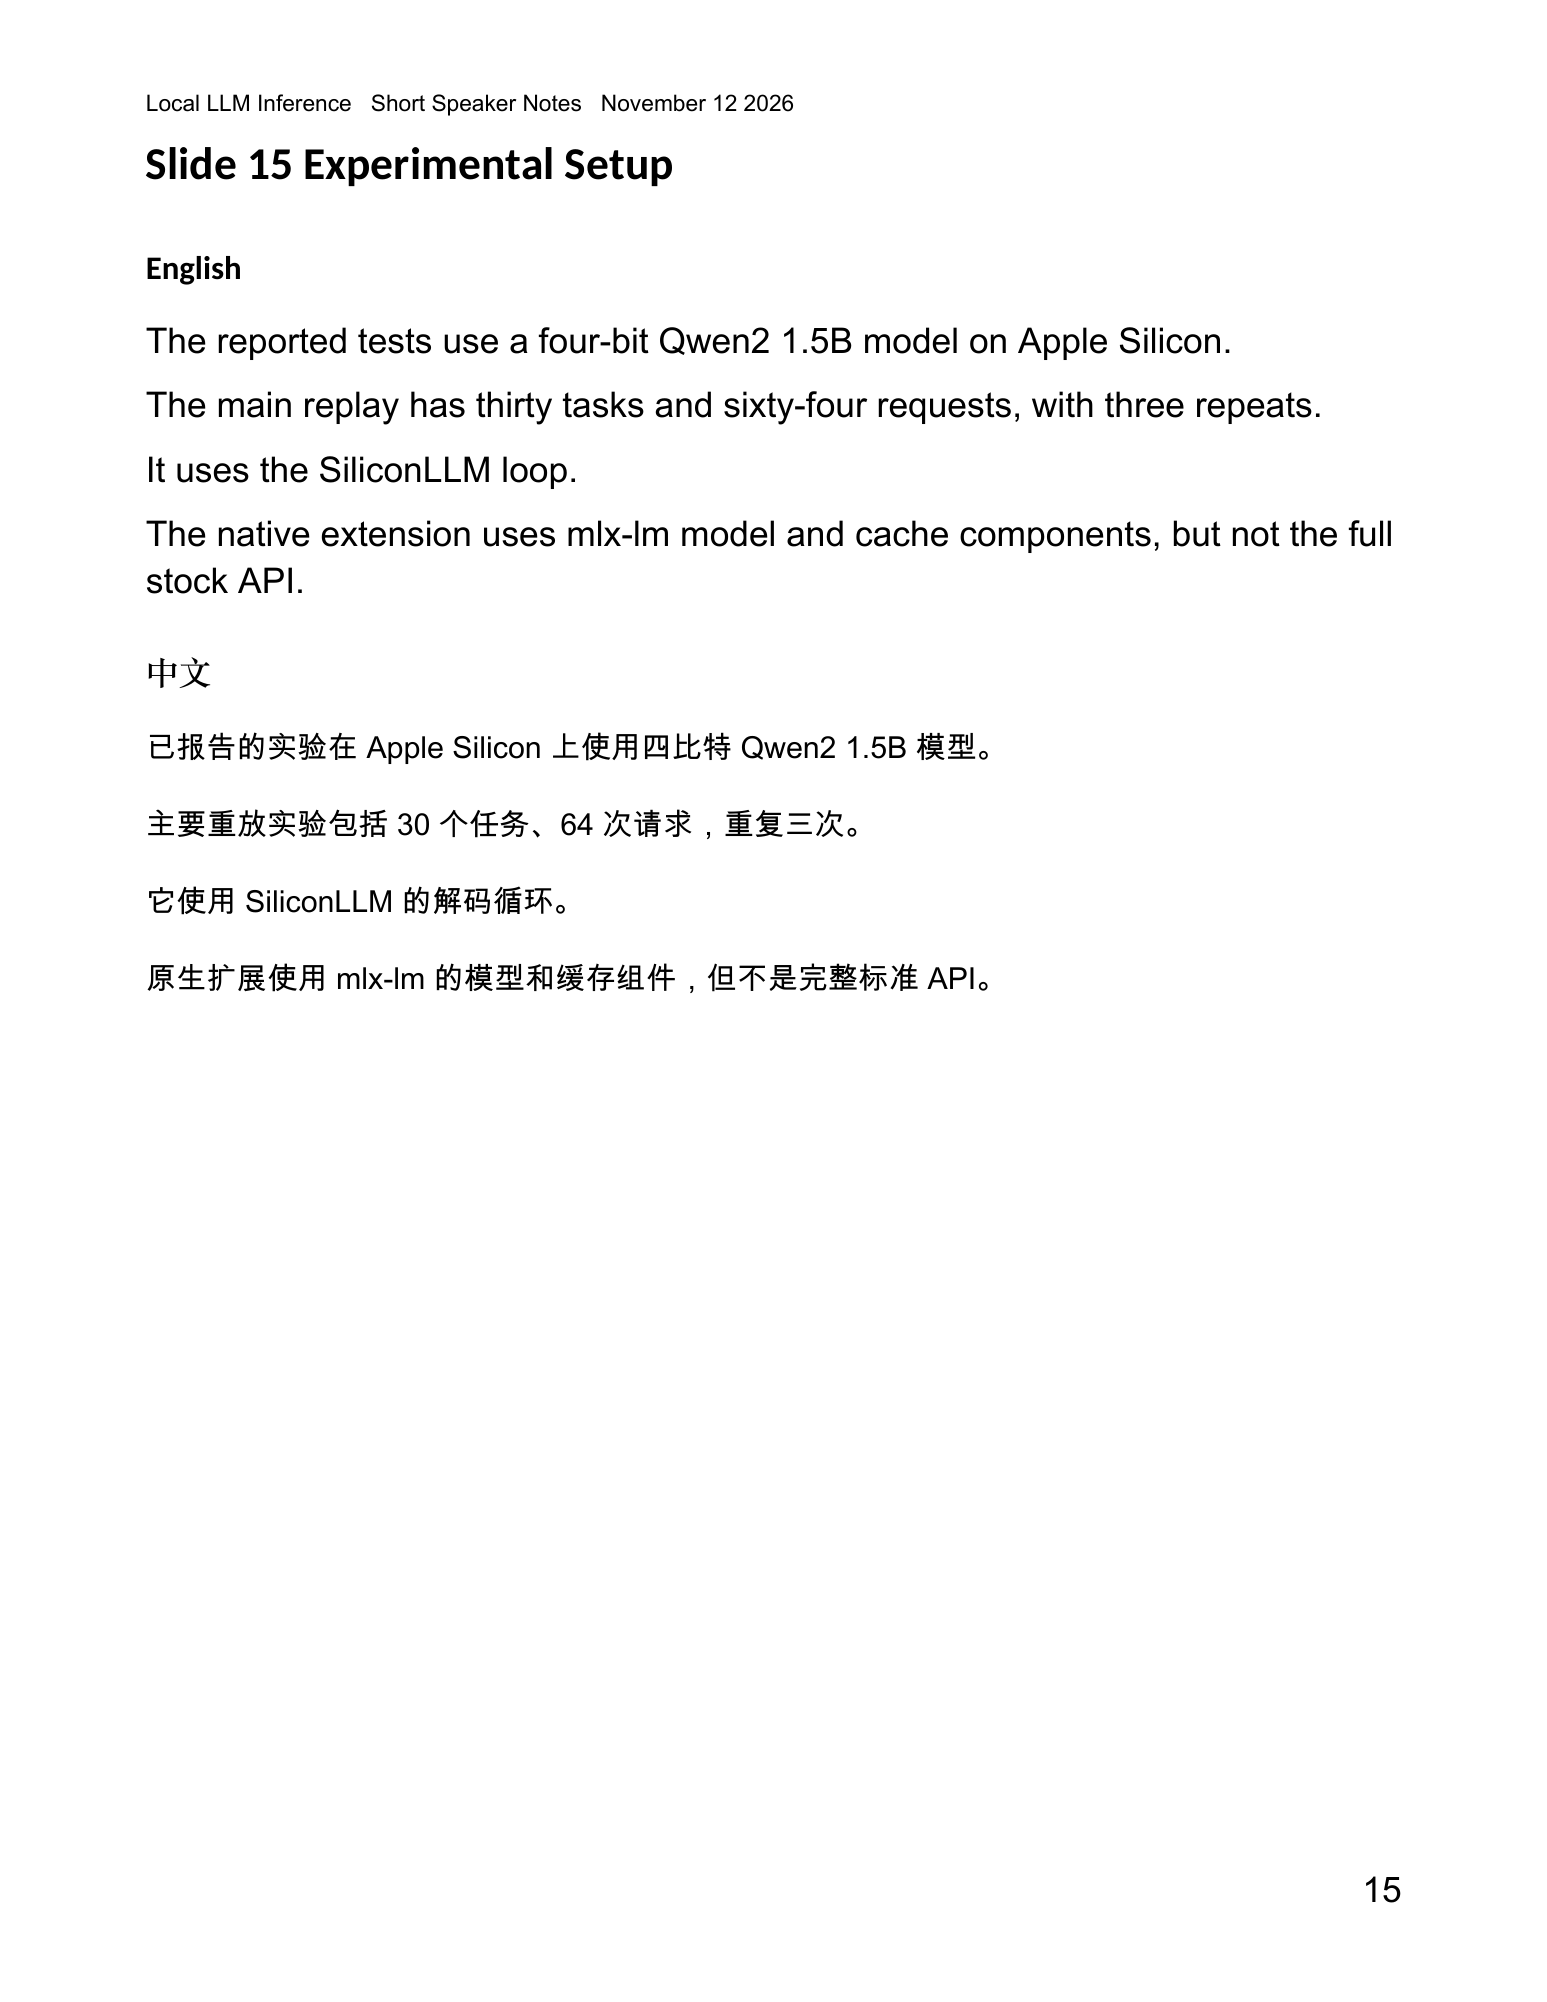 Local LLM Inference   Short Speaker Notes   November 12 2026
Slide 15 Experimental Setup
English
The reported tests use a four-bit Qwen2 1.5B model on Apple Silicon.
The main replay has thirty tasks and sixty-four requests, with three repeats.
It uses the SiliconLLM loop.
The native extension uses mlx-lm model and cache components, but not the full
stock API.
中文
已报告的实验在 Apple Silicon 上使用四比特 Qwen2 1.5B 模型。
主要重放实验包括 30 个任务、64 次请求，重复三次。
它使用 SiliconLLM 的解码循环。
原生扩展使用 mlx-lm 的模型和缓存组件，但不是完整标准 API。
15